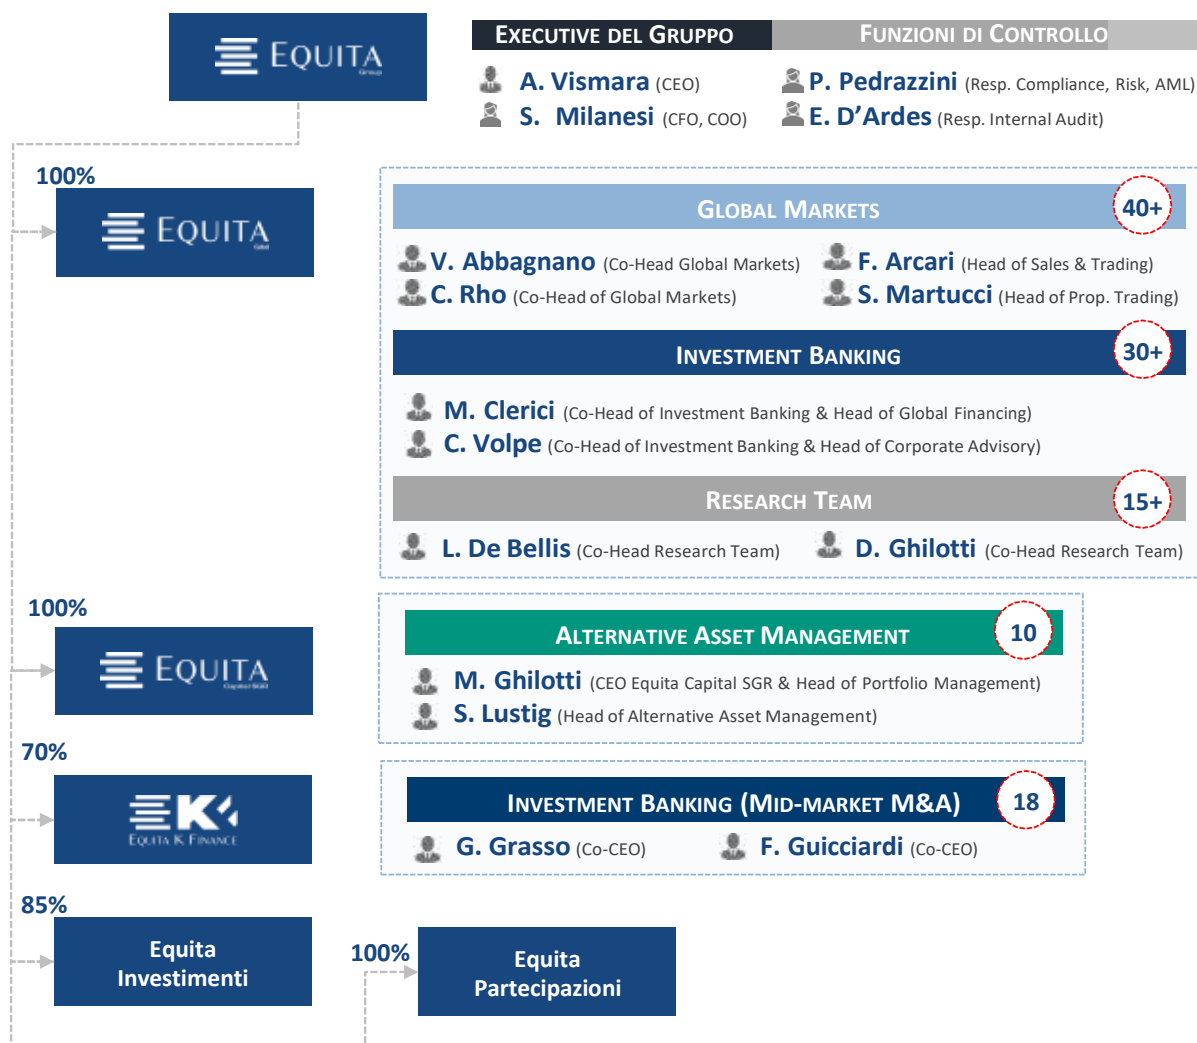 EQUITA
Group
EXECUTIVE DEL GRUPPO
FUNZIONI DI CONTROLLO
A. Vismara (CEO)
P. Pedrazzini (Resp. Compliance, Risk, AML)
S. Milanesi (CFO, COO)
E. D’Ardes (Resp. Internal Audit)
100%
EQUITA
GLOBAL MARKETS
40+
V. Abbagnano (Co-Head Global Markets)
F. Arcari (Head of Sales & Trading)
C. Rho (Co-Head of Global Markets)
S. Martucci (Head of Prop. Trading)
INVESTMENT BANKING
30+
M. Clerici (Co-Head of Investment Banking & Head of Global Financing)
C. Volpe (Co-Head of Investment Banking & Head of Corporate Advisory)
RESEARCH TEAM
15+
L. De Bellis (Co-Head Research Team)
D. Ghilotti (Co-Head Research Team)
100%
EQUITA
Capital SGR
ALTERNATIVE ASSET MANAGEMENT
10
M. Ghilotti (CEO Equita Capital SGR & Head of Portfolio Management)
S. Lustig (Head of Alternative Asset Management)
70%
K
EQUITA K FINANCE
INVESTMENT BANKING (MID-MARKET M&A)
18
G. Grasso (Co-CEO)
F. Guicciardi (Co-CEO)
85%
Equita
Investimenti
100%
Equita
Partecipazioni